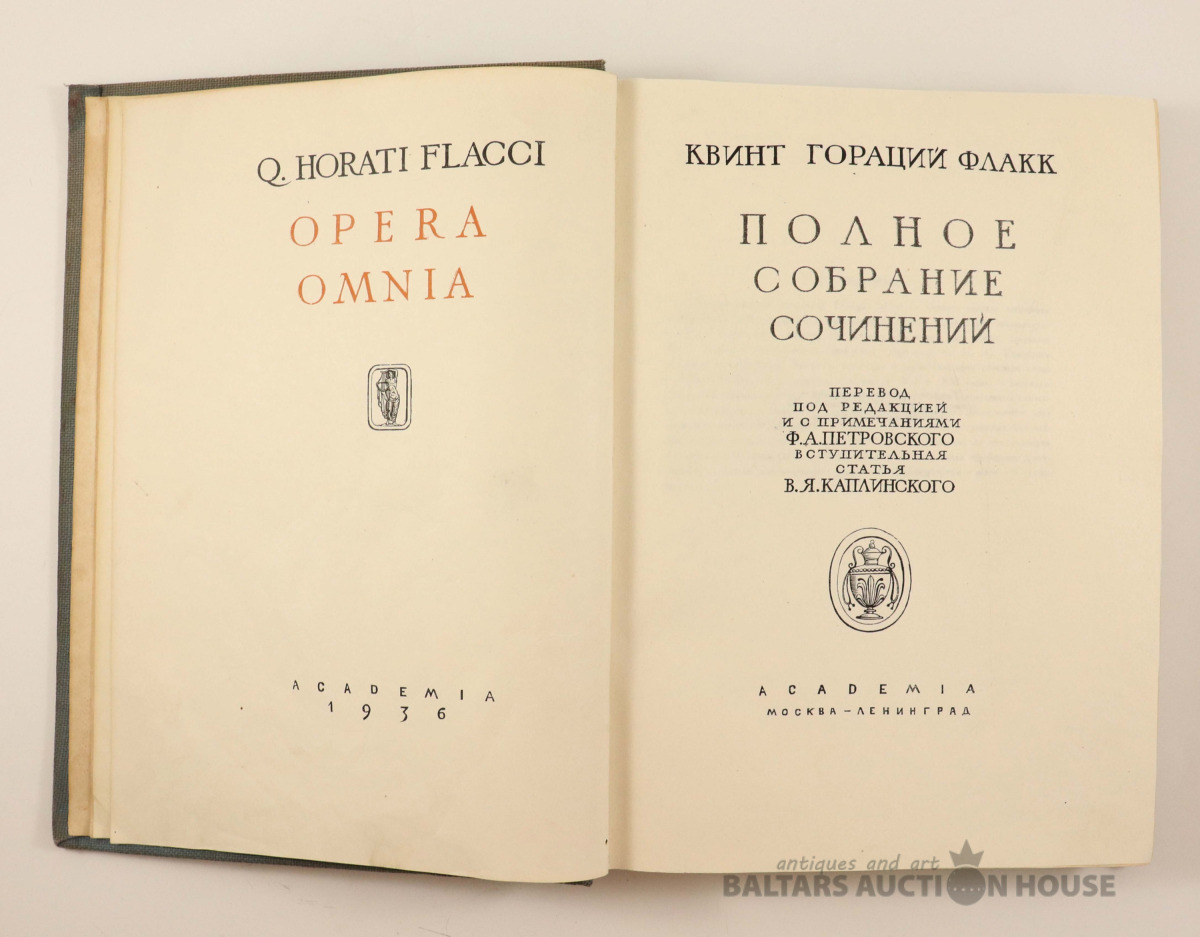 Q. HORATI FLACCI
OPERA
OMNIA
ACADEMIA
1936
КВИНТ ГОРАЦИЙ ФЛАКК
ПОЛНОЕ
СОБРАНИЕ
СОЧИНЕНИЙ
ПЕРЕВОД
ПОД РЕДАКЦИЕЙ
И С ПРИМЕЧАНИЯМИ
Ф.А.ПЕТРОВСКОГО
ВСТУПИТЕЛЬНАЯ
СТАТЬЯ
В.Я.КАПЛИНСКОГО
ACADEMIA
МОСКВА – ЛЕНИНГРАД
antiques and art
BALTARS AUCTION HOUSE